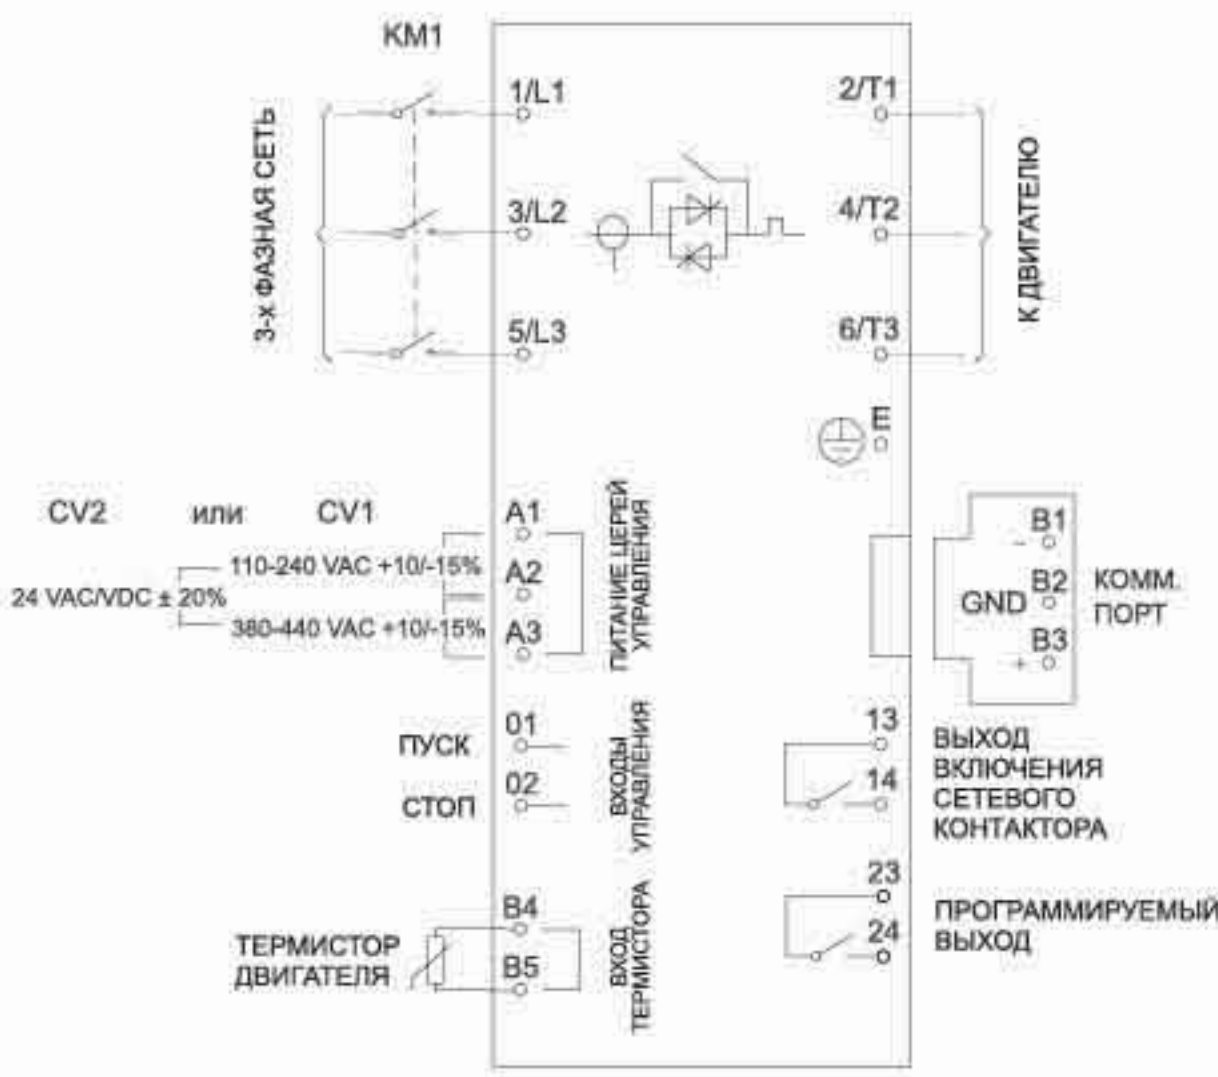 KM1
1/L1
2/T1
3-х ФАЗНАЯ СЕТЬ
3/L2
4/T2
К ДВИГАТЕЛЮ
5/L3
6/T3
E
CV2 или CV1
A1
110-240 VAC +10/-15%
A2
24 VAC/VDC ± 20%
380-440 VAC +10/-15%
A3
ПИТАНИЕ ЦЕРЕЙ
УПРАВЛЕНИЯ
B1
-
B2
GND
B3
+
КОММ.
ПОРТ
ПУСК
01
СТОП
02
ВХОДЫ
УПРАВЛЕНИЯ
13
14
ВЫХОД
ВКЛЮЧЕНИЯ
СЕТЕВОГО
КОНТАКТОРА
23
24
ПРОГРАММИРУЕМЫЙ
ВЫХОД
ТЕРМИСТОР
ДВИГАТЕЛЯ
B4
B5
ВХОД
ТЕРМИСТОРА